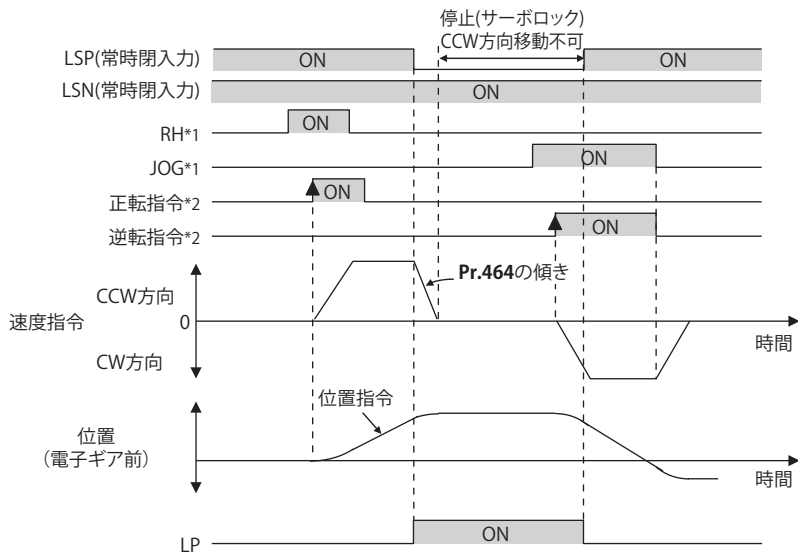 停止(サーボロック)
CCW方向移動不可
LSP(常時閉入力)
ON
ON
LSN(常時閉入力)
ON
RH*1
ON
JOG*1
ON
正転指令*2
ON
逆転指令*2
ON
Pr.464の傾き
CCW方向
速度指令
0
CW方向
時間
位置指令
位置
(電子ギア前)
時間
LP
ON